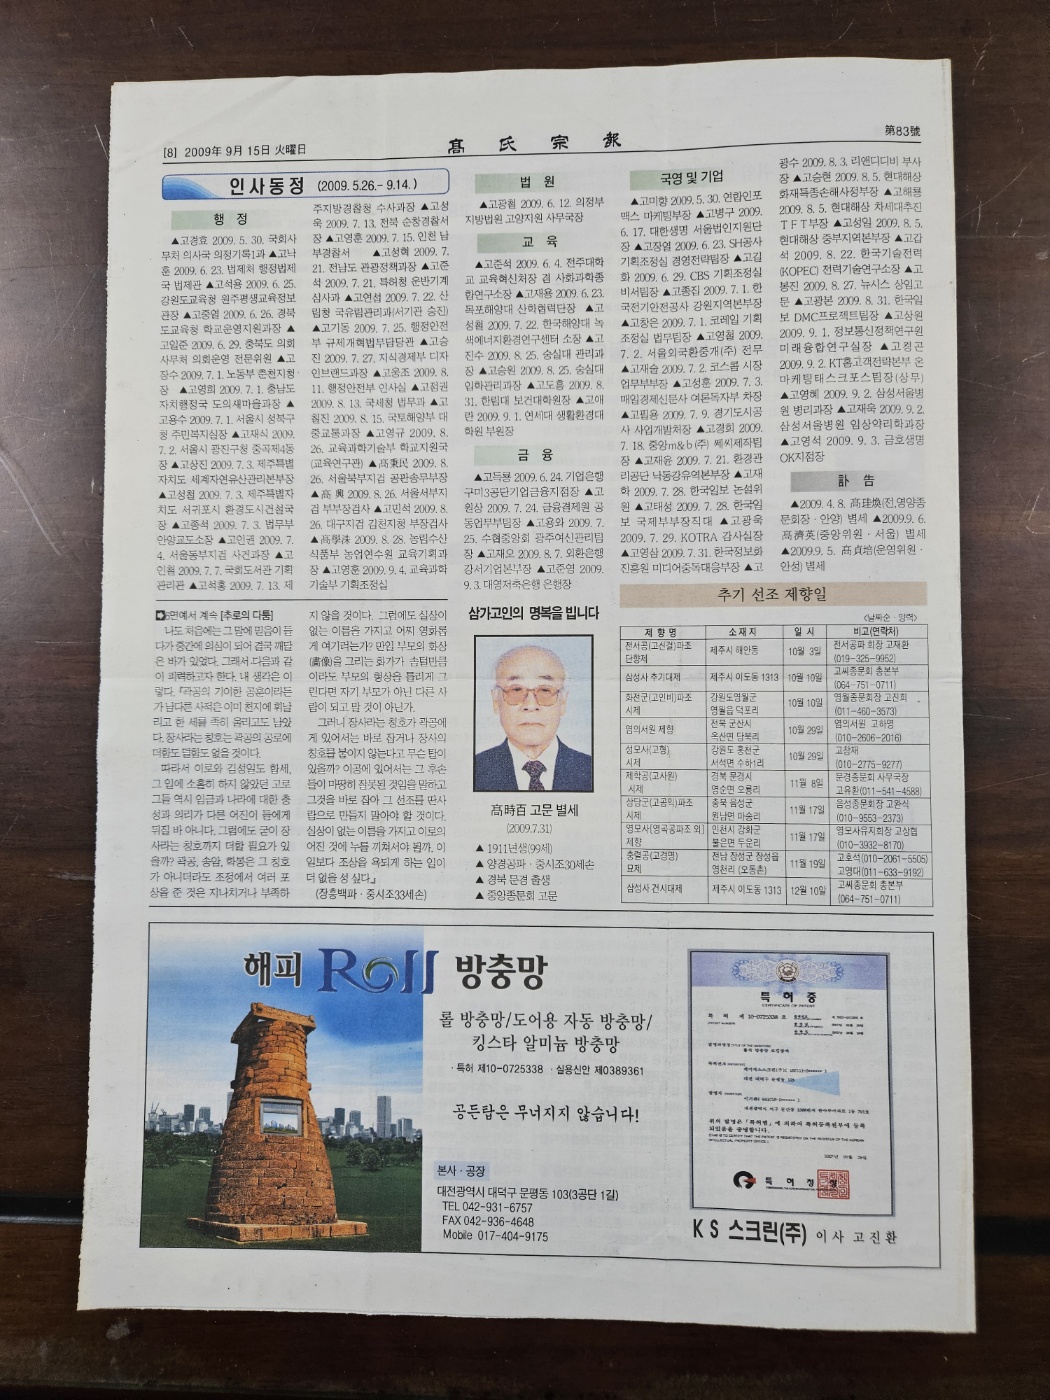 [8] 2009年 9月 15日 火曜日
高 氏 宗 報
第83號
인사동정 (2009. 5.26.- 9.14.)
행 정
▲고경효 2009. 5. 30. 국회사
무처 의사국 의정기록1과 ▲고낙
훈 2009. 6. 23. 법제처 행정법제
국 법제관 ▲고석용 2009. 6. 25.
강원도교육청 원주평생교육정보
관장 ▲고중열 2009. 6. 26. 경북
도교육청 학교운영지원과장 ▲
고일준 2009. 6. 29. 충북도 의회
사무처 의회운영 전문위원 ▲고
창수 2009. 7. 1. 노동부 춘천지청
장 ▲고영희 2009. 7. 1. 충남도
자치행정국 도의새마을과장 ▲
고용수 2009. 7. 1. 서울시 성북구
청 주민복지실장 ▲고재식 2009.
7. 2. 서울시 광진구청 중곡제4동
장 ▲고상진 2009. 7. 3. 제주특별
자치도 세계자연유산관리본부장
▲고성철 2009. 7. 3. 제주특별자
치도 서귀포시 환경도시건설국
장 ▲고종석 2009. 7. 3. 법무부
안양교도소장 ▲고인권 2009. 7.
4. 서울동부지검 사건과장 ▲고
인철 2009. 7. 7. 국회도서관 기획
관리관 ▲고석홍 2009. 7. 13. 제
주지방경찰청 수사과장 ▲고성
욱 2009. 7. 13. 전북 순창경찰서
장 ▲고영훈 2009. 7. 15. 인천 남
부경찰서 ▲고성혁 2009. 7.
21. 전남도 관광정책과장 ▲고준
석 2009. 7. 21. 특허청 운반기계
심사과 ▲고연섭 2009. 7. 22. 산
림청 국유림관리과(서기관 승진)
▲고기동 2009. 7. 25. 행정안전
부 규제개혁법무담당관 ▲고승
진 2009. 7. 27. 지식경제부 디자
인브랜드과장 ▲고웅조 2009. 8.
11. 행정안전부 인사실 ▲고점권
2009. 8. 13. 국세청 법무과 ▲고
칠진 2009. 8. 15. 국토해양부 대
중교통과장 ▲고영규 2009. 8.
26. 교육과학기술부 학교지원국
(교육연구관) ▲高秉民 2009. 8.
26. 서울북부지검 공판송무부장
▲高 興 2009. 8. 26. 서울서부지
검 부부장검사 ▲고민석 2009. 8.
26. 대구지검 김천지청 부장검사
2009. 8. 28. 농림수산
식품부 농업연수원 교육기획과
장 ▲고영훈 2009. 9. 4. 교육과학
기술부 기획조정실
법 원
▲고광철 2009. 6. 12. 의정부
지방법원 고양지원 사무국장
교 육
▲고준석 2009. 6. 4. 전주대학
교 교육혁신처장 겸 사회과학종
합연구소장 ▲고재용 2009. 6. 23.
목포해양대 산학협력단장 ▲고
성철 2009. 7. 22. 한국해양대 녹
색에너지환경연구센터 소장 ▲고
진수 2009. 8. 25. 숭실대 관리과
장 ▲고승원 2009. 8. 25. 숭실대
입학관리과장 ▲고도흠 2009. 8.
31. 한림대 보건대학원장 ▲고애
란 2009. 9. 1. 연세대 생활환경대
학원 부원장
금 융
▲고득룡 2009. 6. 24. 기업은행
구미3공단기업금융지점장 ▲고
원상 2009. 7. 24. 금융결제원 공
동업무부팀장 ▲고용와 2009. 7.
25. 수협중앙회 광주여신관리팀
장 ▲고재오 2009. 8. 7. 외환은행
강서기업본부장 ▲고준영 2009.
9. 3. 대영저축은행 은행장
국영 및 기업
▲고미향 2009. 5. 30. 연합인포
맥스 마케팅부장 ▲고병구 2009.
6. 17. 대한생명 서울법인지원단
장 ▲고장열 2009. 6. 23. SH공사
기획조정실 경영전략팀장 ▲고길
화 2009. 6. 29. CBS 기획조정실
비서팀장 ▲고종집 2009. 7. 1. 한
국전기안전공사 강원지역본부장
▲고창은 2009. 7. 1. 코레일 기획
조정실 법무팀장 ▲고영철 2009.
7. 2. 서울외국환중개(주) 전무
▲고재술 2009. 7. 2. 코스콤 시장
업무부부장 ▲고성훈 2009. 7. 3.
매일경제신문사 여론독자부 차장
▲고립용 2009. 7. 9. 경기도시공
사 사업개발처장 ▲고경희 2009.
7. 18. 중앙m&b(주) 쎄씨제작팀
장 ▲고재윤 2009. 7. 21. 환경관
리공단 낙동강유역본부장 ▲고재
학 2009. 7. 28. 한국일보 논설위
원 ▲고태성 2009. 7. 28. 한국일
보 국제부부장직대 ▲고광욱
2009. 7. 29. KOTRA 감사실장
▲고영삼 2009. 7. 31. 한국정보화
진흥원 미디어중독대응부장 ▲고
광수 2009. 8. 3. 리앤디디비 부사
장 ▲고승현 2009. 8. 5. 현대해상
화재특종손해사정부장 ▲고해룡
2009. 8. 5. 현대해상 차세대추진
TFT부장 ▲고성일 2009. 8. 5.
현대해상 중부지역본부장 ▲고갑
석 2009. 8. 22. 한국기술전력
(KOPEC) 전력기술연구소장 ▲고
봉진 2009. 8. 27. 뉴시스 상임고
문 ▲고광본 2009. 8. 31. 한국일
보 DMC프로젝트팀장 ▲고상원
2009. 9. 1. 정보통신정책연구원
미래융합연구실장 ▲고경곤
2009. 9. 2. KT홈고객전략본부 온
마케팅태스크포스팀장(상무)
▲고영혜 2009. 9. 2. 삼성서울병
원 병리과장 ▲고재욱 2009. 9. 2.
삼성서울병원 임상약리학과장
▲고영석 2009. 9. 3. 금호생명
OK지점장
訃 告
▲2009. 4. 8. 高建煥(전,영양종
문회장 · 안양) 별세 ▲2009.9.6.
高濟英(중앙위원 · 서울) 별세
▲2009.9. 5. 高貞培(운영위원 ·
안성) 별세
6면에서 계속 [추로의 다툼]
나도 처음에는 그 말에 믿음이 듣
다가 중간에 의심이 되어 결국 깨달
은 바가 있었다. 그래서 다음과 같
이 피력하고자 한다. 내 생각은 이
렇다. 「곽공의 기이한 공훈이라든
가 남다른 사적은 이미 천지에 휘날
리고 한 세를 족히 울리고도 남았
다. 장사라는 칭호는 곽공의 공로에
더함도 덜함도 없을 것이다.
따라서 이로와 김성일도 합세,
그 일에 소홀히 하지 않았던 고로
그들 역시 임금과 나라에 대한 충
성과 의리가 다른 어진이 들에게
뒤짐 바 아니다. 그럼에도 굳이 장
사라는 칭호까지 더할 필요가 있
을까? 곽공, 송암, 학봉은 그 칭호
가 아니더라도 조정에서 여러 포
상을 준 것은 지나치거나 부족하
지 않을 것이다. 그런데도 실상이
없는 이름을 가지고 어찌 영화롭
게 여기려는가? 만일 부모의 화상
(畵像)을 그리는 화가가 솜털만큼
이라도 부모의 형상을 틀리게 그
린다면 자기 부모가 아닌 다른 사
람이 되고 말 것이 아닌가.
그러니 장사라는 칭호가 곽공에
게 있어서는 바로 잡거나 장사의
칭호를 붙이지 않는다고 무슨 탈이
있을까? 이공에 있어서는 그 후손
들이 마땅히 잘못된 것임을 말하고
그것을 바로 잡아 그 선조를 딴사
람으로 만들지 말아야 할 것이다.
실상이 없는 이름을 가지고 이로의
어진 것에 누를 끼쳐서야 될까, 이
일보다 조상을 욕되게 하는 일이
더 없을 성 싶다.」
(장흥백파 · 중시조33세손)
삼가고인의 명복을 빕니다
高時百 고문 별세
(2009.7.31)
▲ 1911년생(99세)
▲ 양경공파 · 중시조30세손
▲ 경북 문경 출생
▲ 중앙종문회 고문
추기 선조 제향일
<날짜순 · 양력>
제 향 명 소 재 지 일 시 비고(연락처)
전서공(고신걸)파조 단향제 제주시 해안동 10월 3일 전서공파 회장 고재환 (019-325-9952)
삼성사 추기대제 제주시 이도동 1313 10월 10일 고씨종문회 총본부 (064-751-0711)
화전군(고인비)파조 시제 강원도영월군 영월읍 덕포리 10월 10일 영월종문회장 고진희 (011-460-3573)
염의서원 제향 전북 군산시 옥산면 당북리 10월 29일 염의서원 고하영 (010-2606-2016)
성모사(고형) 시제 강원도 홍천군 서석면 수하1리 10월 29일 고창재 (010-2775-9277)
제학공(고사원) 시제 경북 문경시 영순면 오룡리 11월 8일 문경종문회 사무국장 고유환(011-541-4588)
상당군(고공익)파조 시제 충북 음성군 원남면 마송리 11월 17일 음성종문회장 고완식 (010-9553-2373)
영모사(영곡공파조 외) 제향 인천시 강화군 불은면 두운리 11월 17일 영모사유지회장 고상협 (010-3932-8170)
충렬공(고경명) 묘제 전남 장성군 장성읍 영천리 (오동촌) 11월 19일 고호석(010-2061-5505) 고영대(011-633-9192)
삼성사 건시대제 제주시 이도동 1313 12월 10일 고씨종문회 총본부 (064-751-0711)
해피 Roll 방충망
롤 방충망/도어용 자동 방충망/
킹스타 알미늄 방충망
· 특허 제10-0725338 · 실용신안 제0389361
공든탑은 무너지지 않습니다!
본사 · 공장
대전광역시 대덕구 문평동 103(3공단 1길)
TEL 042-931-6757
FAX 042-936-4648
Mobile 017-404-9175
특 허 증
CERTIFICATE OF PATENT
특 허 제 10-0725338 호
위의 발명은 「특허법」에 의하여 특허등록원부에 등록
되었음을 증명합니다.
특 허 청
K S 스크린(주) 이사 고진환